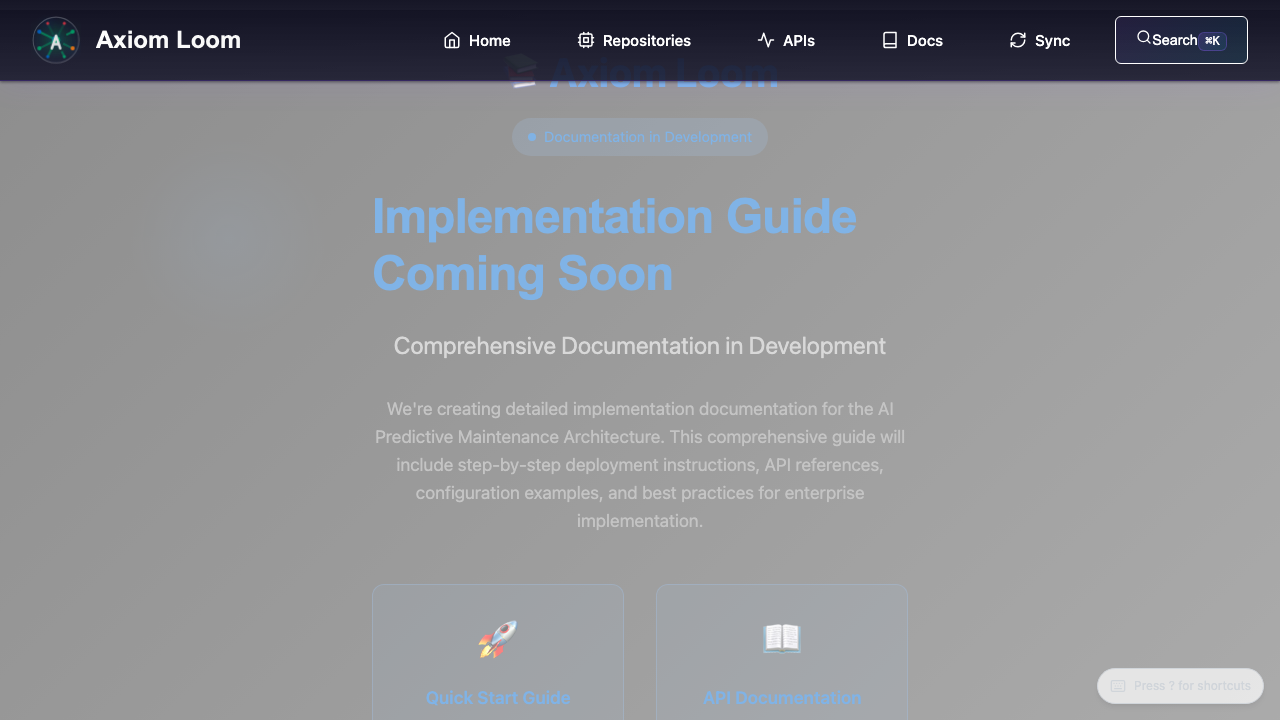 Axiom Loom
Home
Repositories
APIs
Docs
Sync
Search ⌘K
Axiom Loom
Documentation in Development
Implementation Guide
Coming Soon
Comprehensive Documentation in Development
We're creating detailed implementation documentation for the AI
Predictive Maintenance Architecture. This comprehensive guide will
include step-by-step deployment instructions, API references,
configuration examples, and best practices for enterprise
implementation.
Quick Start Guide
API Documentation
Press ? for shortcuts